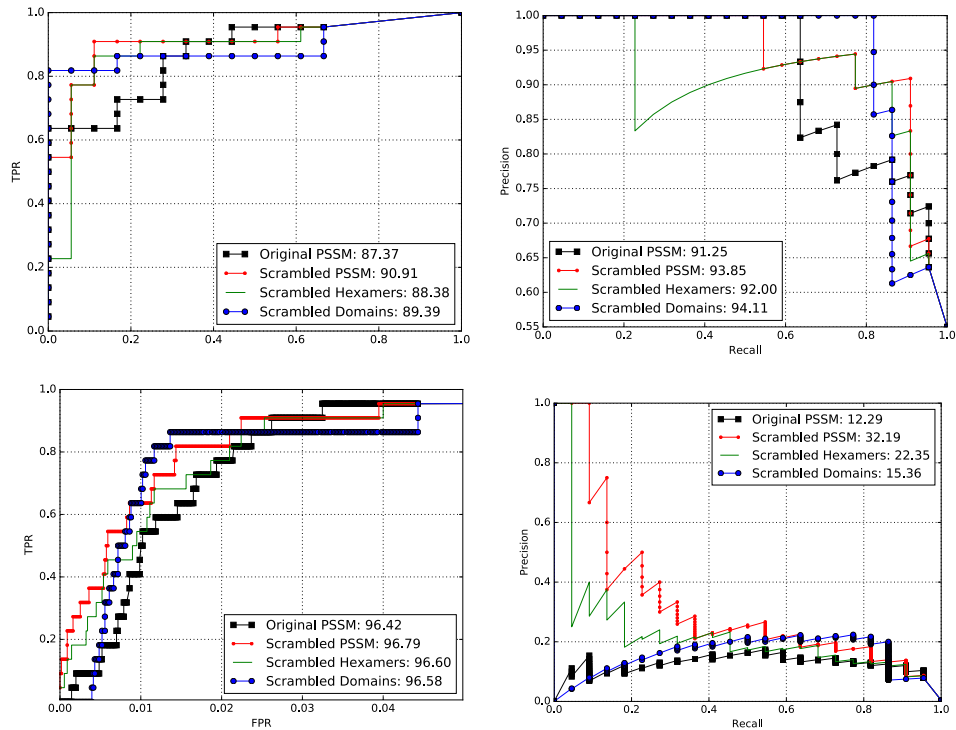 1.0
0.8
0.6
0.4
0.2
0.0
TPR
0.0 0.2 0.4 0.6 0.8 1.0
Original PSSM: 87.37
Scrambled PSSM: 90.91
Scrambled Hexamers: 88.38
Scrambled Domains: 89.39
1.00
0.95
0.90
0.85
0.80
0.75
0.70
0.65
0.60
0.55
Precision
0.0 0.2 0.4 0.6 0.8 1.0
Recall
Original PSSM: 91.25
Scrambled PSSM: 93.85
Scrambled Hexamers: 92.00
Scrambled Domains: 94.11
1.0
0.8
0.6
0.4
0.2
TPR
0.00 0.01 0.02 0.03 0.04
FPR
Original PSSM: 96.42
Scrambled PSSM: 96.79
Scrambled Hexamers: 96.60
Scrambled Domains: 96.58
1.0
0.8
0.6
0.4
0.2
0.0
Precision
0.0 0.2 0.4 0.6 0.8 1.0
Recall
Original PSSM: 12.29
Scrambled PSSM: 32.19
Scrambled Hexamers: 22.35
Scrambled Domains: 15.36